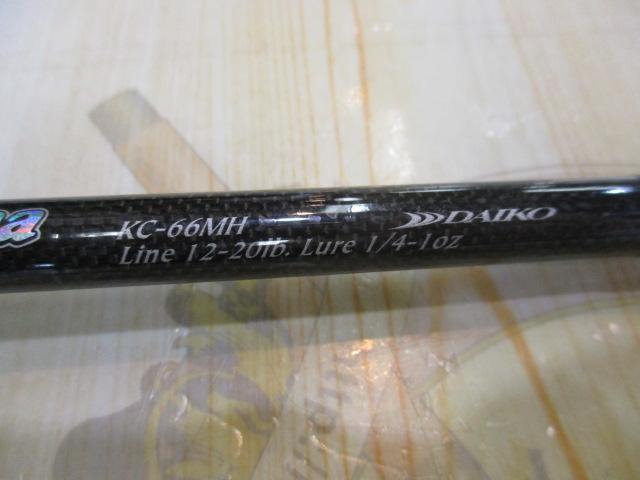 KC-66MH DAIKO
Line 12-20lb. Lure 1/4-1oz